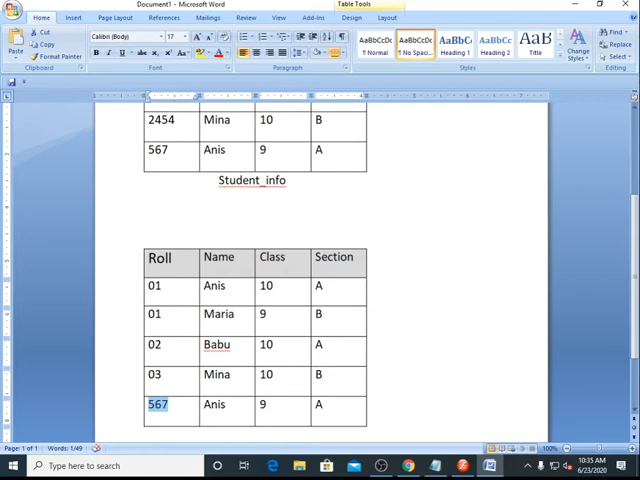 Document1 - Microsoft Word
Table Tools
Home Insert Page Layout References Mailings Review View Add-Ins Design Layout
Paste
Cut
Copy
Format Painter
Clipboard
Calibri (Body) 17
Font
Paragraph
AaBbCcDc AaBbCcDc AaBbC AaBbCc AaB
¶ Normal ¶ No Spaci... Heading 1 Heading 2 Title
Change Styles
Styles
Find
Replace
Select
Editing
2454 Mina 10 B
567 Anis 9 A
Student_info
Roll Name Class Section
01 Anis 10 A
01 Maria 9 B
02 Babu 10 A
03 Mina 10 B
567 Anis 9 A
Page: 1 of 1 Words: 1/49 100%
Type here to search
10:35 AM
6/23/2020